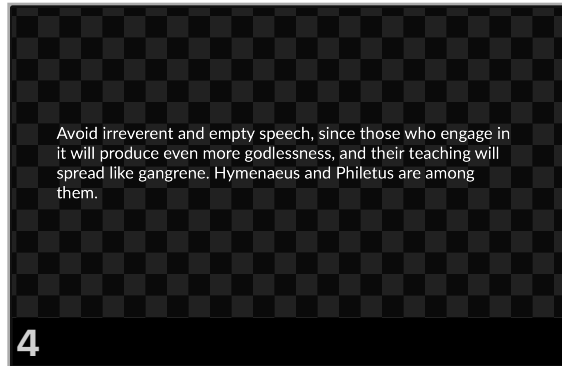 Avoid irreverent and empty speech, since those who engage in
it will produce even more godlessness, and their teaching will
spread like gangrene. Hymenaeus and Philetus are among
them.
4